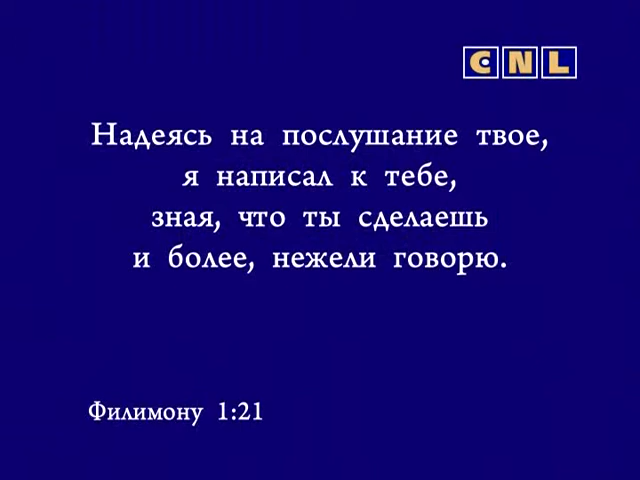 CNL
Надеясь на послушание твое,
я написал к тебе,
зная, что ты сделаешь
и более, нежели говорю.
Филимону 1:21